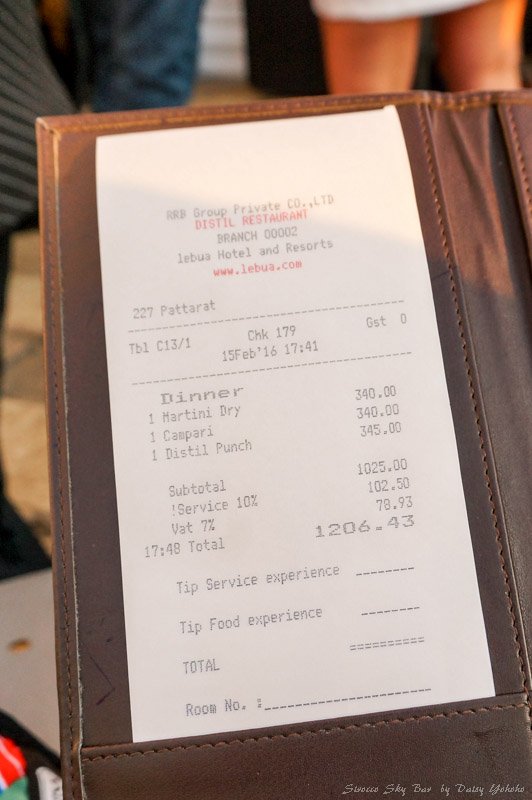 RRB Group Private CO.,LTD
DISTIL RESTAURANT
BRANCH 00002
lebua Hotel and Resorts
www.lebua.com
227 Pattarat
Tbl C13/1 Chk 179 Gst 0
15Feb'16 17:41
Dinner
1 Martini Dry 340.00
1 Campari 340.00
1 Distil Punch 345.00
Subtotal 1025.00
!Service 10% 102.50
Vat 7% 78.93
17:48 Total 1206.43
Tip Service experience --------
Tip Food experience --------
==========
TOTAL
Room No. :______________________
Sirocco Sky Bar by Daisy Yohoho